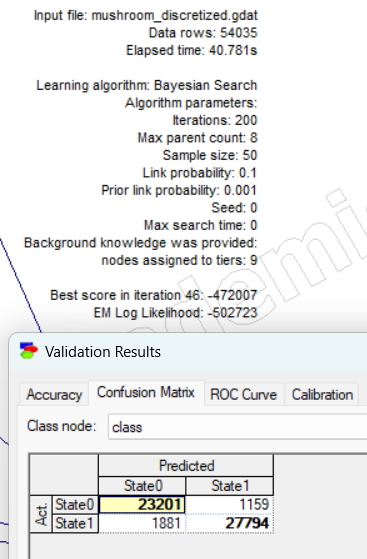 Input file: mushroom_discretized.gdat
Data rows: 54035
Elapsed time: 40.781s
Learning algorithm: Bayesian Search
Algorithm parameters:
Iterations: 200
Max parent count: 8
Sample size: 50
Link probability: 0.1
Prior link probability: 0.001
Seed: 0
Max search time: 0
Background knowledge was provided:
nodes assigned to tiers: 9
Best score in iteration 46: -472007
EM Log Likelihood: -502723
ademi
Validation Results
Accuracy Confusion Matrix ROC Curve Calibration
Class node: class
Predicted
State0 State1
Act. State0 23201 1159
State1 1881 27794